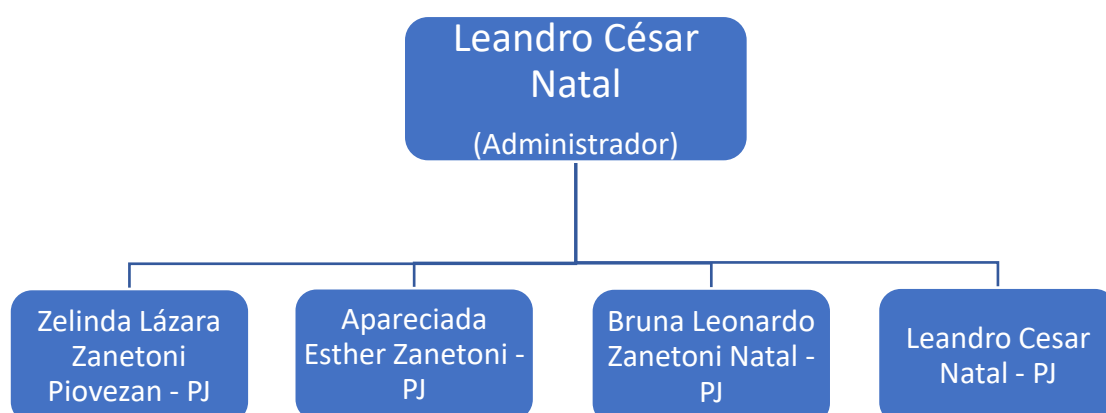 Leandro César
Natal
(Administrador)
Zelinda Lázara
Zanetoni
Piovezan - PJ
Apareciada
Esther Zanetoni -
PJ
Bruna Leonardo
Zanetoni Natal -
PJ
Leandro Cesar
Natal - PJ